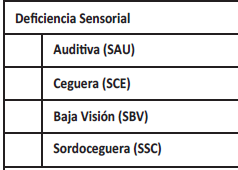 Deficiencia Sensorial
Auditiva (SAU)
Ceguera (SCE)
Baja Visión (SBV)
Sordoceguera (SSC)